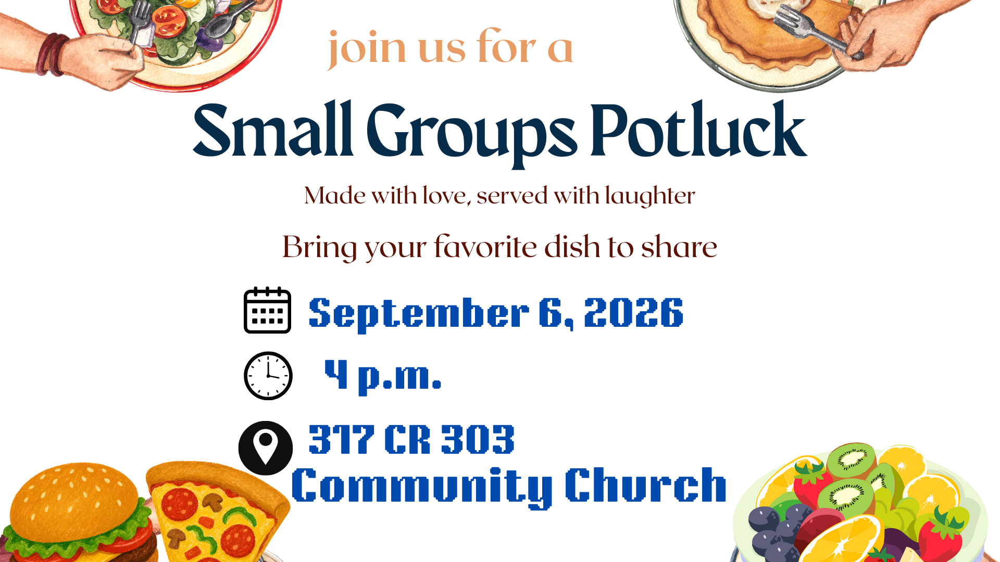 join us for a
Small Groups Potluck
Made with love, served with laughter
Bring your favorite dish to share
September 6, 2026
4 p.m.
317 CR 303
Community Church